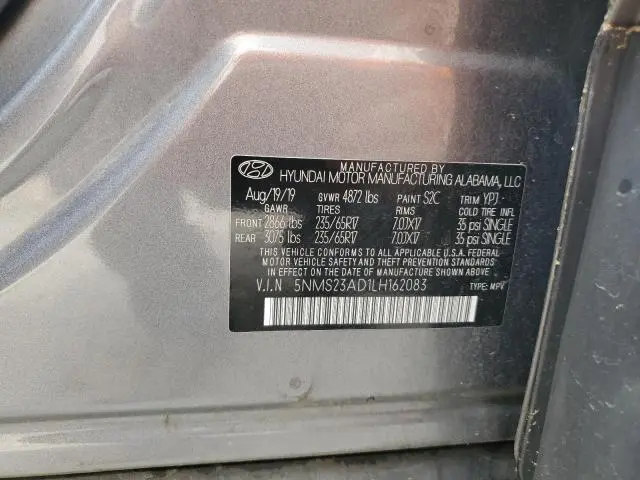 MANUFACTURED BY
HYUNDAI MOTOR MANUFACTURING ALABAMA, LLC
Aug/19/19 GVWR 4872 lbs PAINT S2C TRIM YPJ
GAWR TIRES RIMS COLD TIRE INFL
FRONT 2866 lbs 235/65R17 7.0JX17 35 psi SINGLE
REAR 3075 lbs 235/65R17 7.0JX17 35 psi SINGLE
THIS VEHICLE CONFORMS TO ALL APPLICABLE U.S.A. FEDERAL
MOTOR VEHICLE SAFETY AND THEFT PREVENTION STANDARDS
IN EFFECT ON THE DATE OF MANUFACTURE SHOWN ABOVE.
V.I.N 5NMS23AD1LH162083 TYPE: MPV